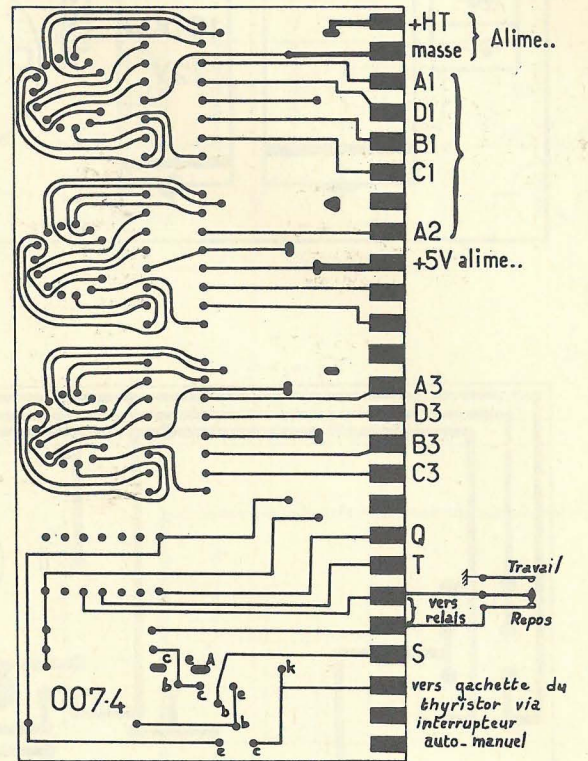 +HT
masse
Alime..
A1
D1
B1
C1
A2
+5V alime..
A3
D3
B3
C3
Q
T
Travail
vers
relais
Repos
S
c
e
A
b
c
k
e
b
b
e
c
007-4
vers gachette du
thyristor via
interrupteur
auto-manuel